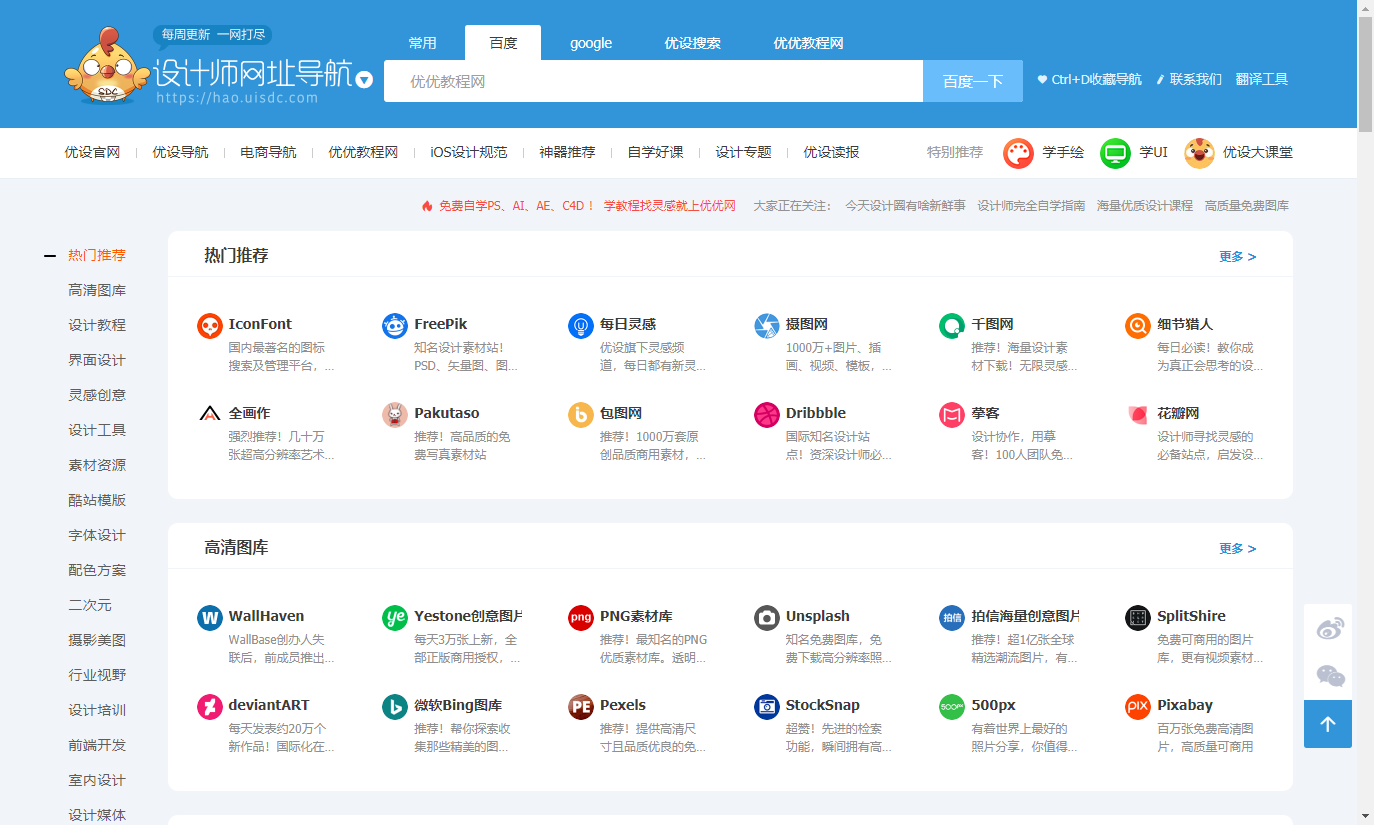 每周更新 一网打尽
设计师网址导航
https://hao.uisdc.com
SDC
常用 百度 google 优设搜索 优优教程网
优优教程网 百度一下 Ctrl+D收藏导航 联系我们 翻译工具
优设官网 优设导航 电商导航 优优教程网 iOS设计规范 神器推荐 自学好课 设计专题 优设读报 特别推荐 学手绘 学UI 优设大课堂
免费自学PS、AI、AE、C4D！ 学教程找灵感就上优优网 大家正在关注： 今天设计圈有啥新鲜事 设计师完全自学指南 海量优质设计课程 高质量免费图库
热门推荐
高清图库
设计教程
界面设计
灵感创意
设计工具
素材资源
酷站模版
字体设计
配色方案
二次元
摄影美图
行业视野
设计培训
前端开发
室内设计
设计媒体
热门推荐 更多 >
IconFont
国内最著名的图标
搜索及管理平台，...
FreePik
知名设计素材站！
PSD、矢量图、图...
每日灵感
优设旗下灵感频
道，每日都有新灵...
摄图网
1000万+图片、插
画、视频、模板，...
千图网
推荐！海量设计素
材下载！无限灵感...
细节猎人
每日必读！教你成
为真正会思考的设...
全画作
强烈推荐！几十万
张超高分辨率艺术...
Pakutaso
推荐！高品质的免
费写真素材站
包图网
推荐！1000万套原
创品质商用素材，...
Dribbble
国际知名设计站
点！资深设计师必...
摹客
设计协作，用摹
客！100人团队免...
花瓣网
设计师寻找灵感的
必备站点，启发设...
高清图库 更多 >
W
WallHaven
WallBase创办人失
联后，前成员推出...
ye
Yestone创意图片
每天3万张上新，全
部正版商用授权，...
png
PNG素材库
推荐！最知名的PNG
优质素材库。透明...
Unsplash
知名免费图库，免
费下载高分辨率照...
拍信
拍信海量创意图片
推荐！超1亿张全球
精选潮流图片，有...
SplitShire
免费可商用的图片
库，更有视频素材...
deviantART
每天发表约20万个
新作品！国际化在...
微软Bing图库
推荐！帮你探索收
集那些精美的图...
PE
Pexels
推荐！提供高清尺
寸且品质优良的免...
StockSnap
超赞！先进的检索
功能，瞬间拥有高...
500px
500px
有着世界上最好的
照片分享，你值得...
PIX
Pixabay
百万张免费高清图
片，高质量可商用